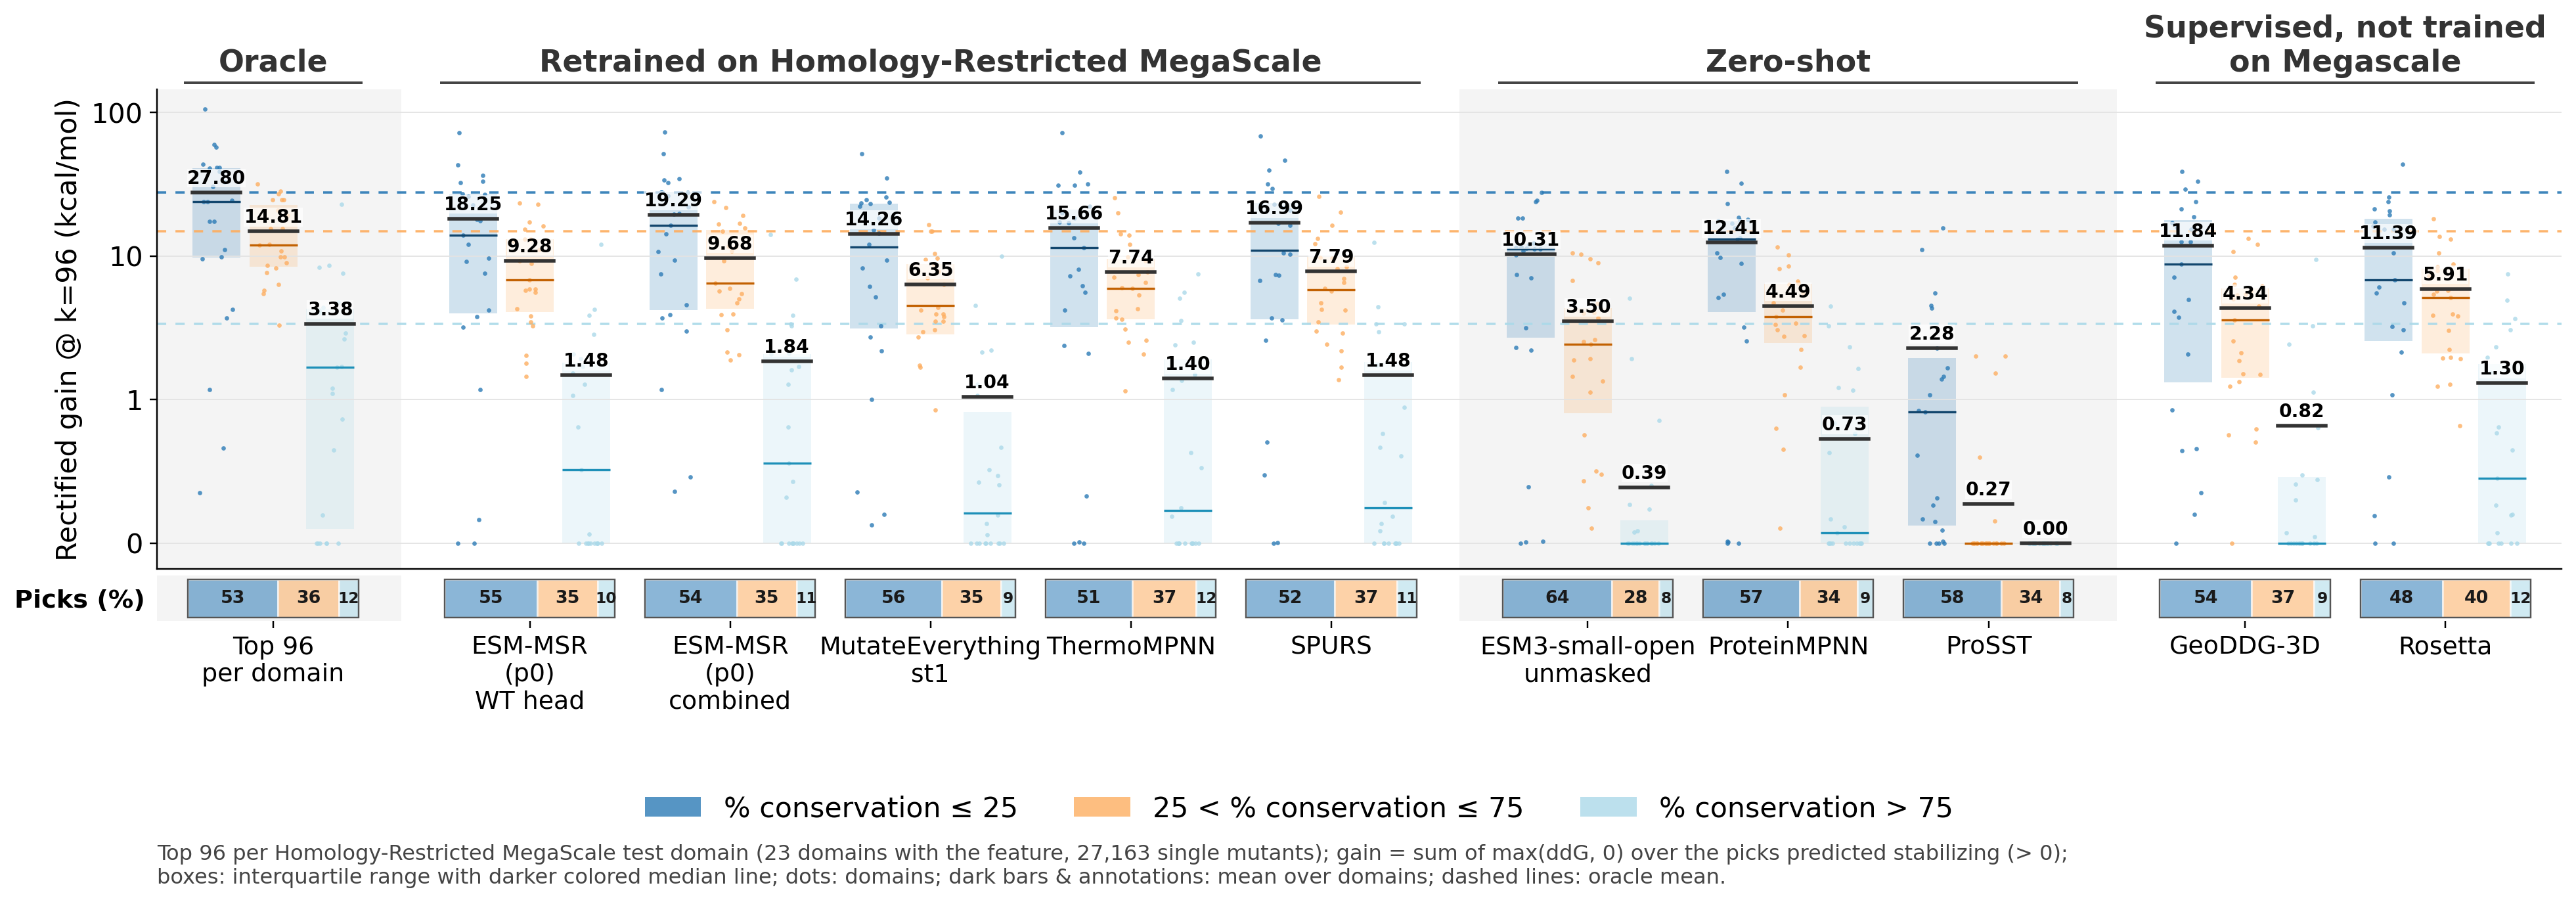 Oracle
Retrained on Homology-Restricted MegaScale
Zero-shot
Supervised, not trained
on Megascale
Rectified gain @ k=96 (kcal/mol)
100
10
1
0
27.80
14.81
3.38
18.25
9.28
1.48
19.29
9.68
1.84
14.26
6.35
1.04
15.66
7.74
1.40
16.99
7.79
1.48
10.31
3.50
0.39
12.41
4.49
0.73
2.28
0.27
0.00
11.84
4.34
0.82
11.39
5.91
1.30
Picks (%)
53 36 12
55 35 10
54 35 11
56 35 9
51 37 12
52 37 11
64 28 8
57 34 9
58 34 8
54 37 9
48 40 12
Top 96
per domain
ESM-MSR
(p0)
WT head
ESM-MSR
(p0)
combined
MutateEverything
st1
ThermoMPNN
SPURS
ESM3-small-open
unmasked
ProteinMPNN
ProSST
GeoDDG-3D
Rosetta
% conservation ≤ 25
25 < % conservation ≤ 75
% conservation > 75
Top 96 per Homology-Restricted MegaScale test domain (23 domains with the feature, 27,163 single mutants); gain = sum of max(ddG, 0) over the picks predicted stabilizing (> 0);
boxes: interquartile range with darker colored median line; dots: domains; dark bars & annotations: mean over domains; dashed lines: oracle mean.